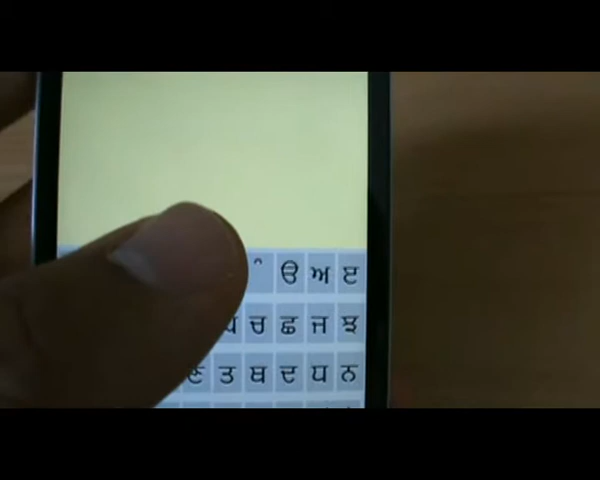 ੳ ਅ ੲ
ਚ ਛ ਜ ਝ
ਤ ਥ ਦ ਧ ਨ